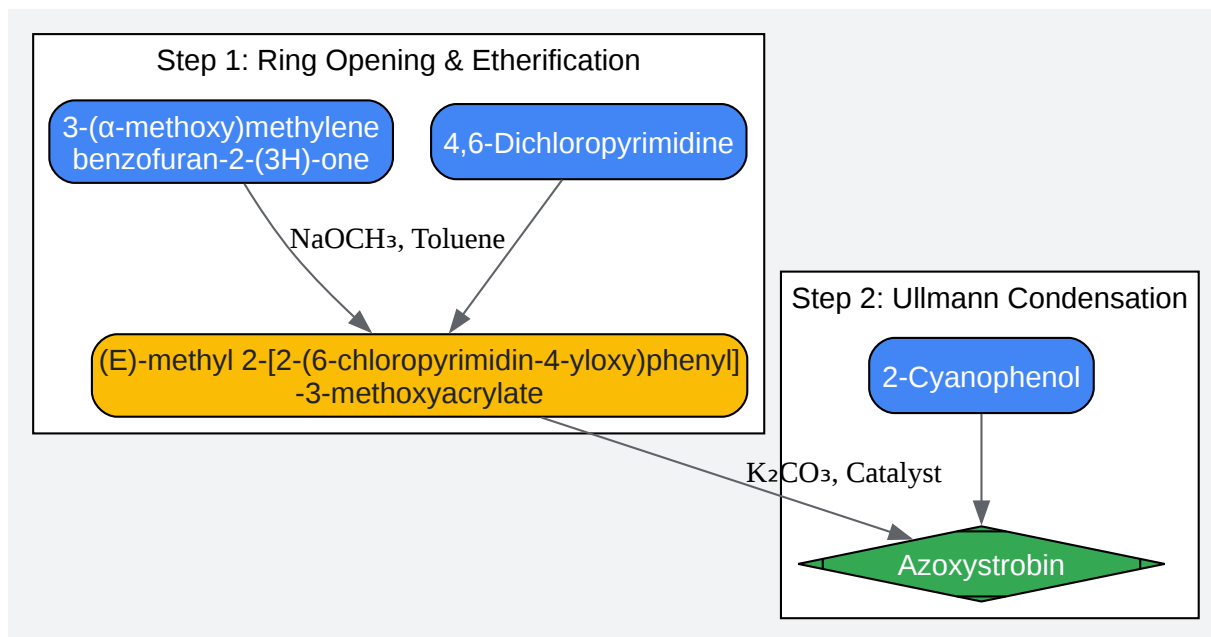 Step 1: Ring Opening & Etherification
3-(α-methoxy)methylene
benzofuran-2-(3H)-one
4,6-Dichloropyrimidine
NaOCH₃, Toluene
(E)-methyl 2-[2-(6-chloropyrimidin-4-yloxy)phenyl]
-3-methoxyacrylate
Step 2: Ullmann Condensation
2-Cyanophenol
K₂CO₃, Catalyst
Azoxystrobin